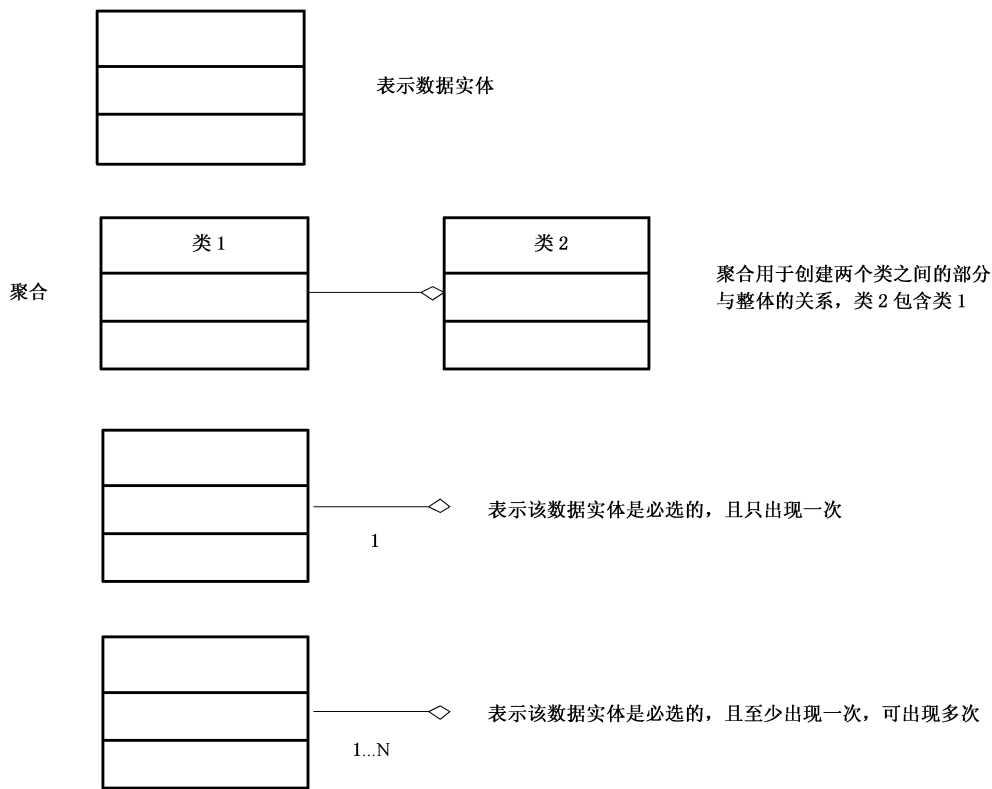 表示数据实体
类 1
类 2
聚合
聚合用于创建两个类之间的部分
与整体的关系，类 2 包含类 1
表示该数据实体是必选的，且只出现一次
1
表示该数据实体是必选的，且至少出现一次，可出现多次
1...N